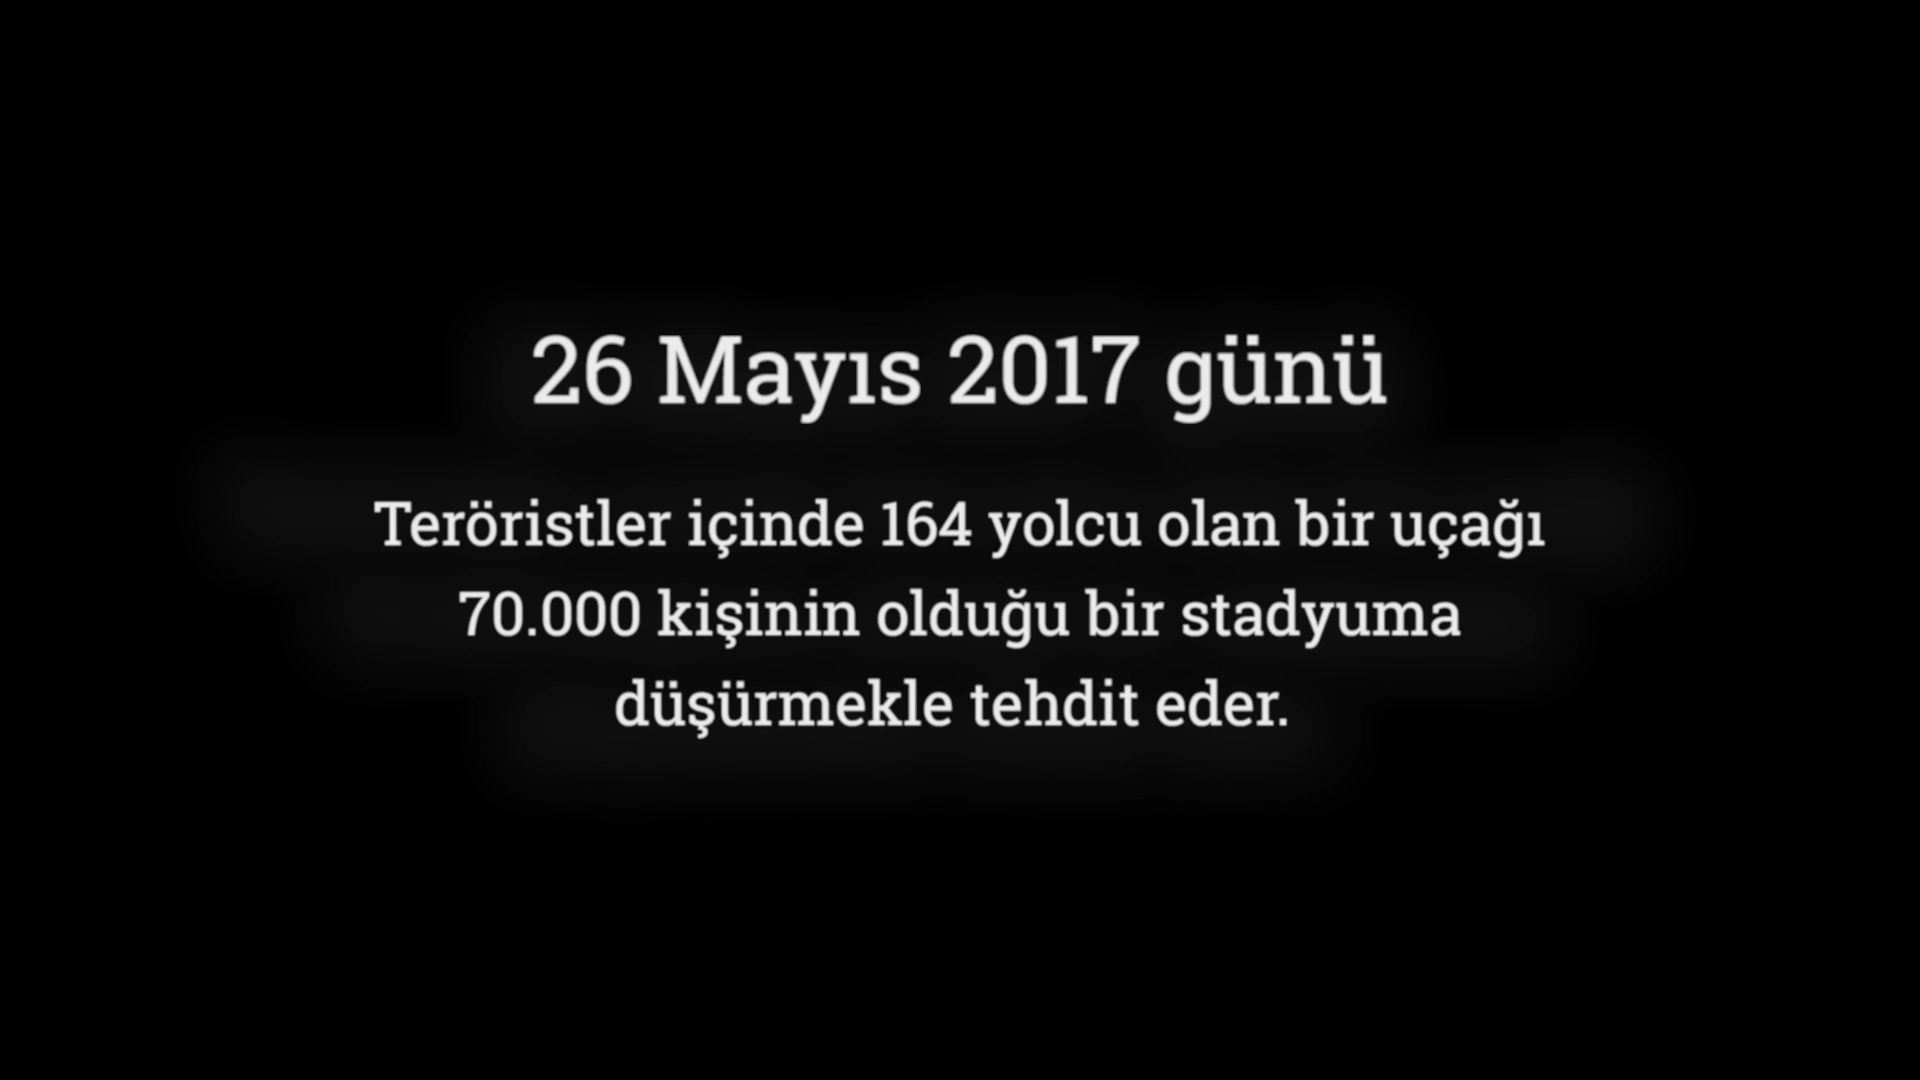 26 Mayıs 2017 günü
Teröristler içinde 164 yolcu olan bir uçağı
70.000 kişinin olduğu bir stadyuma
düşürmekle tehdit eder.